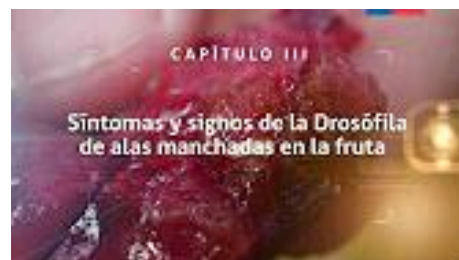 CAPÍTULO III
Síntomas y signos de la Drosófila
de alas manchadas en la fruta